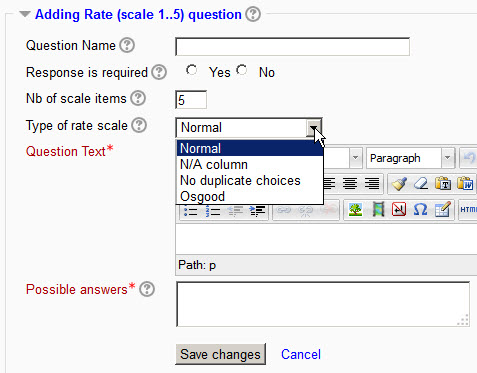 Adding Rate (scale 1..5) question
Question Name
Response is required Yes No
Nb of scale items 5
Type of rate scale Normal
Normal
N/A column
No duplicate choices
Osgood
Question Text*
Paragraph
HTML
Path: p
Possible answers*
Save changes Cancel